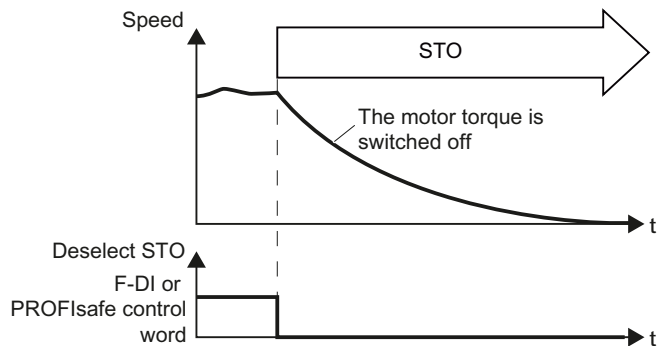 Speed
STO
The motor torque is
switched off
t
Deselect STO
F-DI or
PROFIsafe control
word
t